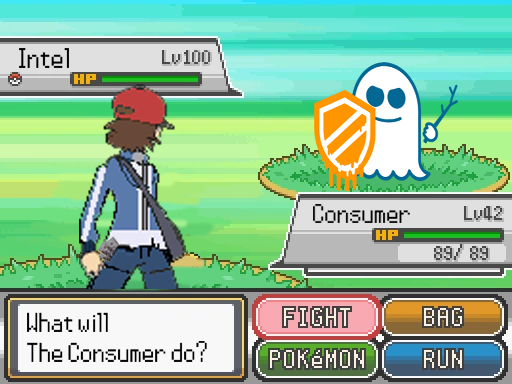 Intel Lv100
HP
Consumer Lv42
HP
89/ 89
What will
The Consumer do?
FIGHT BAG
POKéMON RUN